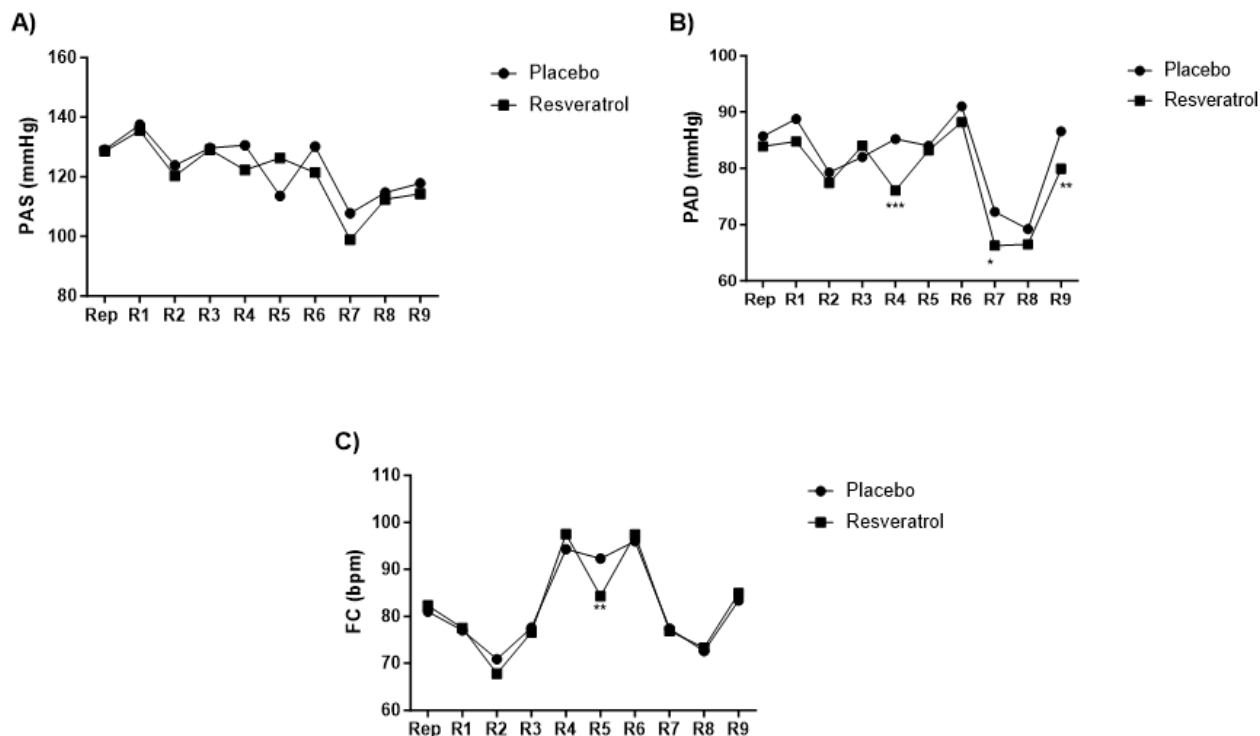 A)
PAS (mmHg)
160
140
120
100
80
Rep R1 R2 R3 R4 R5 R6 R7 R8 R9
Placebo
Resveratrol
B)
PAD (mmHg)
100
90
80
70
60
***
*
**
Rep R1 R2 R3 R4 R5 R6 R7 R8 R9
Placebo
Resveratrol
C)
FC (bpm)
110
100
90
80
70
60
**
Rep R1 R2 R3 R4 R5 R6 R7 R8 R9
Placebo
Resveratrol